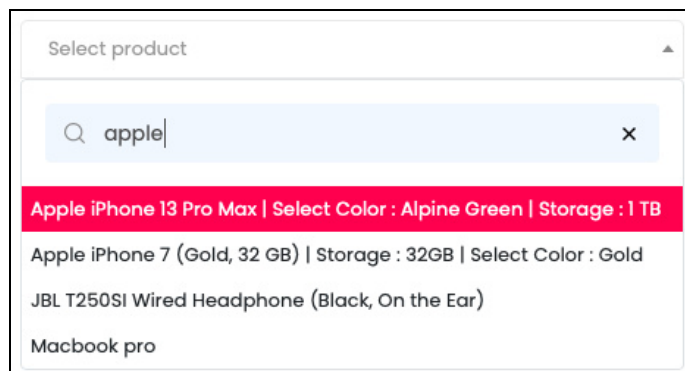 Select product
apple
Apple iPhone 13 Pro Max | Select Color : Alpine Green | Storage : 1 TB
Apple iPhone 7 (Gold, 32 GB) | Storage : 32GB | Select Color : Gold
JBL T250SI Wired Headphone (Black, On the Ear)
Macbook pro